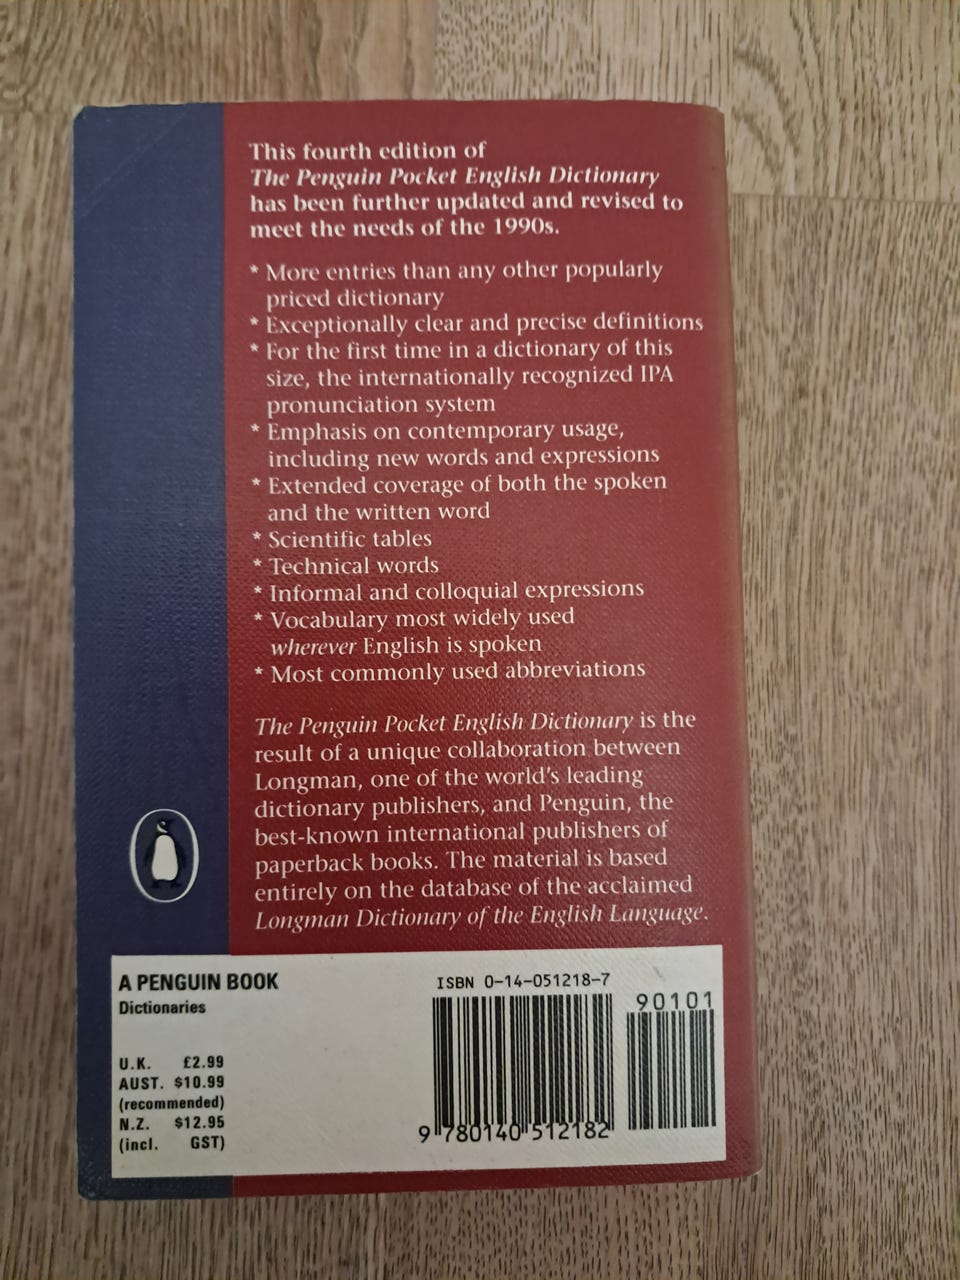 This fourth edition of
The Penguin Pocket English Dictionary
has been further updated and revised to
meet the needs of the 1990s.
* More entries than any other popularly
priced dictionary
* Exceptionally clear and precise definitions
* For the first time in a dictionary of this
size, the internationally recognized IPA
pronunciation system
* Emphasis on contemporary usage,
including new words and expressions
* Extended coverage of both the spoken
and the written word
* Scientific tables
* Technical words
* Informal and colloquial expressions
* Vocabulary most widely used
wherever English is spoken
* Most commonly used abbreviations
The Penguin Pocket English Dictionary is the
result of a unique collaboration between
Longman, one of the world's leading
dictionary publishers, and Penguin, the
best-known international publishers of
paperback books. The material is based
entirely on the database of the acclaimed
Longman Dictionary of the English Language.
A PENGUIN BOOK
Dictionaries
U.K. £2.99
AUST. $10.99
(recommended)
N.Z. $12.95
(incl. GST)
ISBN 0-14-051218-7
90101
9 780140 512182